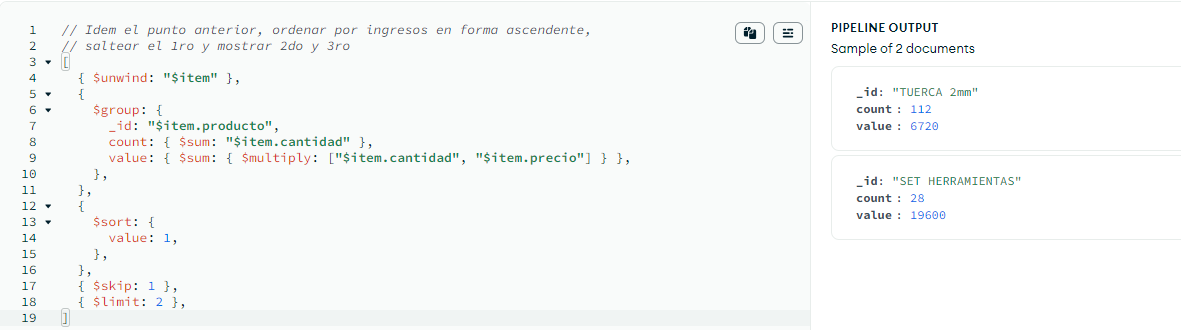 1 // Idem el punto anterior, ordenar por ingresos en forma ascendente,
2 // saltear el 1ro y mostrar 2do y 3ro
3 [
4 { $unwind: "$item" },
5 {
6 $group: {
7 _id: "$item.producto",
8 count: { $sum: "$item.cantidad" },
9 value: { $sum: { $multiply: ["$item.cantidad", "$item.precio"] } },
10 },
11 },
12 {
13 $sort: {
14 value: 1,
15 },
16 },
17 { $skip: 1 },
18 { $limit: 2 },
19 ]
PIPELINE OUTPUT
Sample of 2 documents
_id: "TUERCA 2mm"
count : 112
value : 6720
_id: "SET HERRAMIENTAS"
count : 28
value : 19600